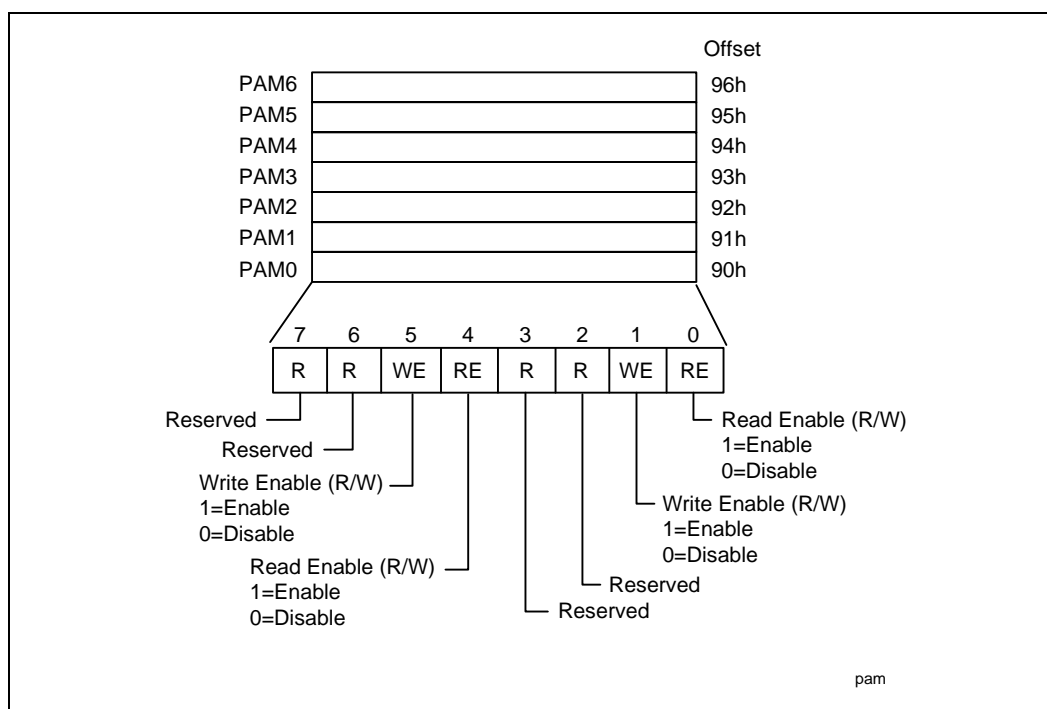 Offset
PAM6 96h
PAM5 95h
PAM4 94h
PAM3 93h
PAM2 92h
PAM1 91h
PAM0 90h
7 6 5 4 3 2 1 0
R R WE RE R R WE RE
Reserved
Reserved
Write Enable (R/W)
1=Enable
0=Disable
Read Enable (R/W)
1=Enable
0=Disable
Read Enable (R/W)
1=Enable
0=Disable
Write Enable (R/W)
1=Enable
0=Disable
Reserved
Reserved
pam